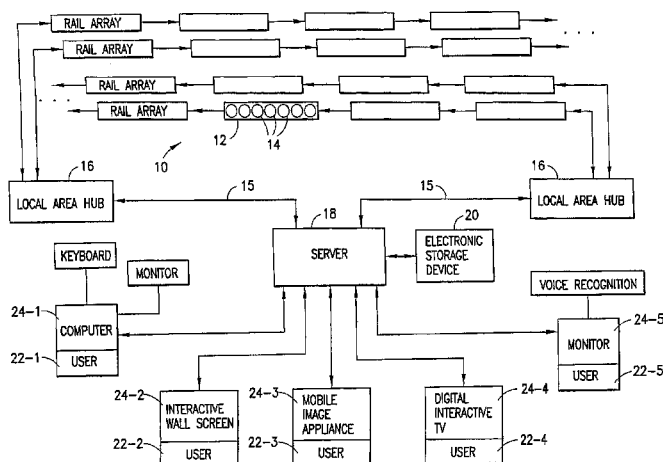 RAIL ARRAY
RAIL ARRAY
RAIL ARRAY
RAIL ARRAY
12
14
10
16
16
LOCAL AREA HUB
15
15
LOCAL AREA HUB
18
20
SERVER
ELECTRONIC
STORAGE
DEVICE
KEYBOARD
MONITOR
VOICE RECOGNITION
24-1
COMPUTER
24-5
MONITOR
22-1
USER
USER
22-5
24-2
INTERACTIVE
WALL SCREEN
24-3
MOBILE
IMAGE
APPLIANCE
DIGITAL
INTERACTIVE
TV
24-4
22-2
USER
22-3
USER
USER
22-4